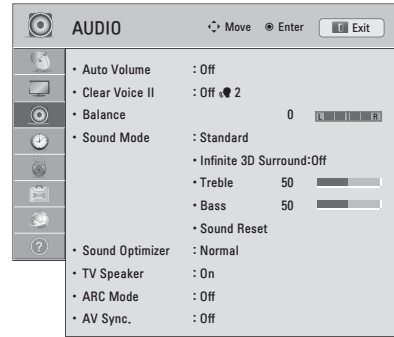 AUDIO Move Enter Exit
• Auto Volume : Off
• Clear Voice II : Off 2
• Balance 0 L R
• Sound Mode : Standard
• Infinite 3D Surround:Off
• Treble 50
• Bass 50
• Sound Reset
• Sound Optimizer : Normal
• TV Speaker : On
• ARC Mode : Off
• AV Sync. : Off
?